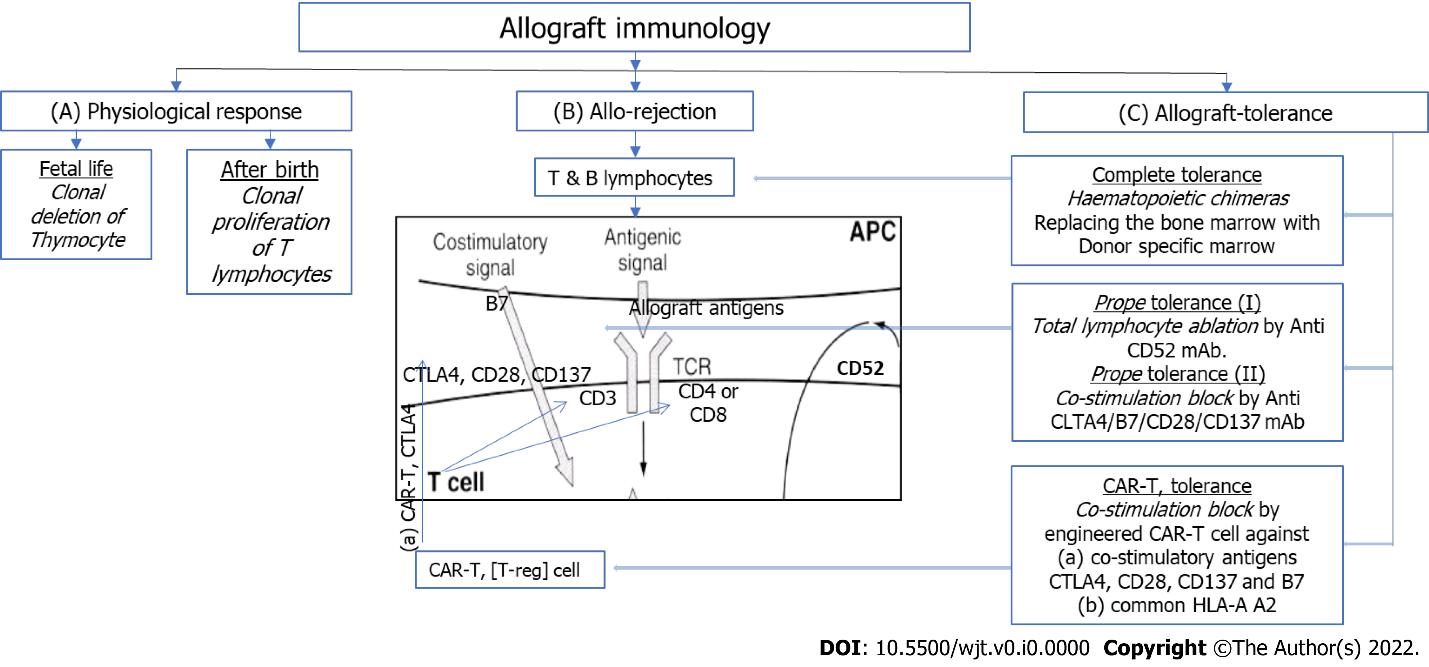 Allograft immunology
(A) Physiological response
(B) Allo-rejection
(C) Allograft-tolerance
Fetal life
Clonal
deletion of
Thymocyte
After birth
Clonal
proliferation
of T
lymphocytes
T & B lymphocytes
Costimulatory
signal
Antigenic
signal
APC
B7
Allograft antigens
TCR
CD52
CTLA4, CD28, CD137
CD3
CD4 or
CD8
T cell
(a) CAR-T, CTLA4
CAR-T, [T-reg] cell
Complete tolerance
Haematopoietic chimeras
Replacing the bone marrow with
Donor specific marrow
Prope tolerance (I)
Total lymphocyte ablation by Anti
CD52 mAb.
Prope tolerance (II)
Co-stimulation block by Anti
CLTA4/B7/CD28/CD137 mAb
CAR-T, tolerance
Co-stimulation block by
engineered CAR-T cell against
(a) co-stimulatory antigens
CTLA4, CD28, CD137 and B7
(b) common HLA-A A2
DOI: 10.5500/wjt.v0.i0.0000 Copyright ©The Author(s) 2022.